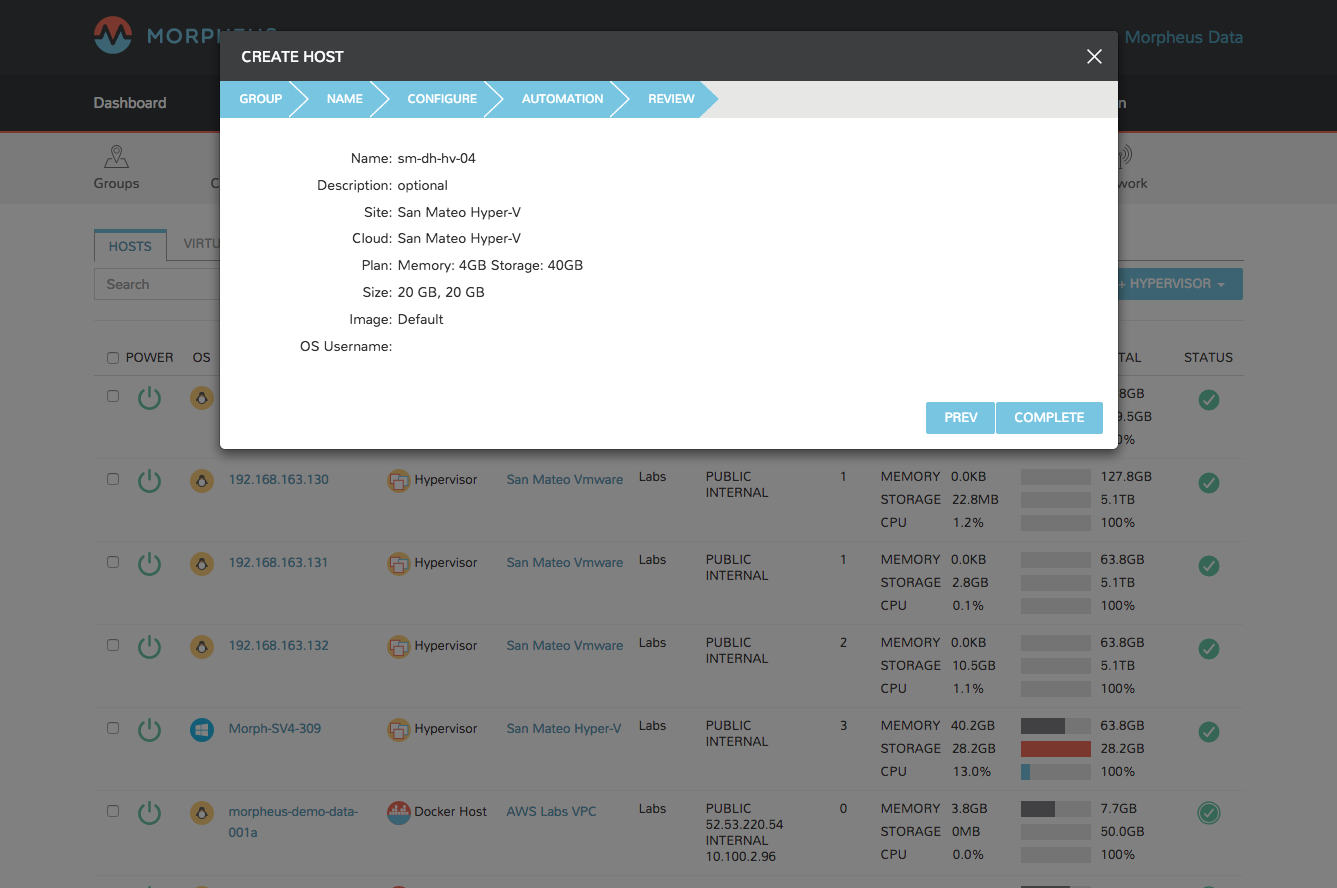 MORPHEUS
Morpheus Data
CREATE HOST
GROUP NAME CONFIGURE AUTOMATION REVIEW
Dashboard
n
Groups
C
work
Name: sm-dh-hv-04
Description: optional
Site: San Mateo Hyper-V
Cloud: San Mateo Hyper-V
Plan: Memory: 4GB Storage: 40GB
Size: 20 GB, 20 GB
Image: Default
OS Username:
PREV COMPLETE
HOSTS VIRTU
Search
+ HYPERVISOR
POWER OS TAL STATUS
8GB
9.5GB
0%
192.168.163.130 Hypervisor San Mateo Vmware Labs PUBLIC 1 MEMORY 0.0KB 127.8GB
INTERNAL STORAGE 22.8MB 5.1TB
CPU 1.2% 100%
192.168.163.131 Hypervisor San Mateo Vmware Labs PUBLIC 1 MEMORY 0.0KB 63.8GB
INTERNAL STORAGE 2.8GB 5.1TB
CPU 0.1% 100%
192.168.163.132 Hypervisor San Mateo Vmware Labs PUBLIC 2 MEMORY 0.0KB 63.8GB
INTERNAL STORAGE 10.5GB 5.1TB
CPU 1.1% 100%
Morph-SV4-309 Hypervisor San Mateo Hyper-V Labs PUBLIC 3 MEMORY 40.2GB 63.8GB
INTERNAL STORAGE 28.2GB 28.2GB
CPU 13.0% 100%
morpheus-demo-data- Docker Host AWS Labs VPC Labs PUBLIC 0 MEMORY 3.8GB 7.7GB
001a 52.53.220.54 STORAGE 0MB 50.0GB
INTERNAL
10.100.2.96 CPU 0.0% 100%